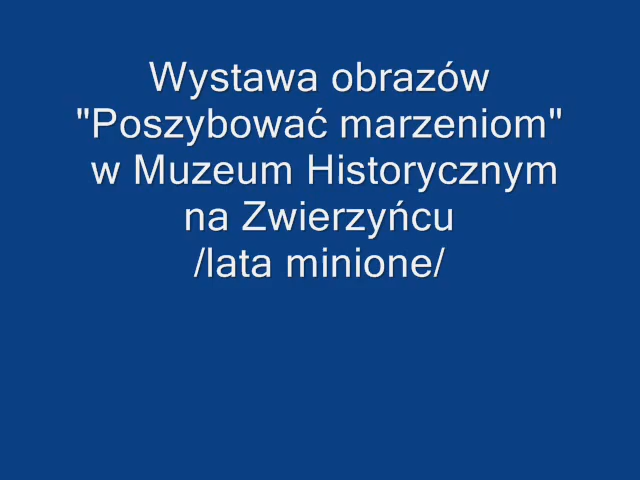 Wystawa obrazów
"Poszybować marzeniom"
w Muzeum Historycznym
na Zwierzyńcu
/lata minione/